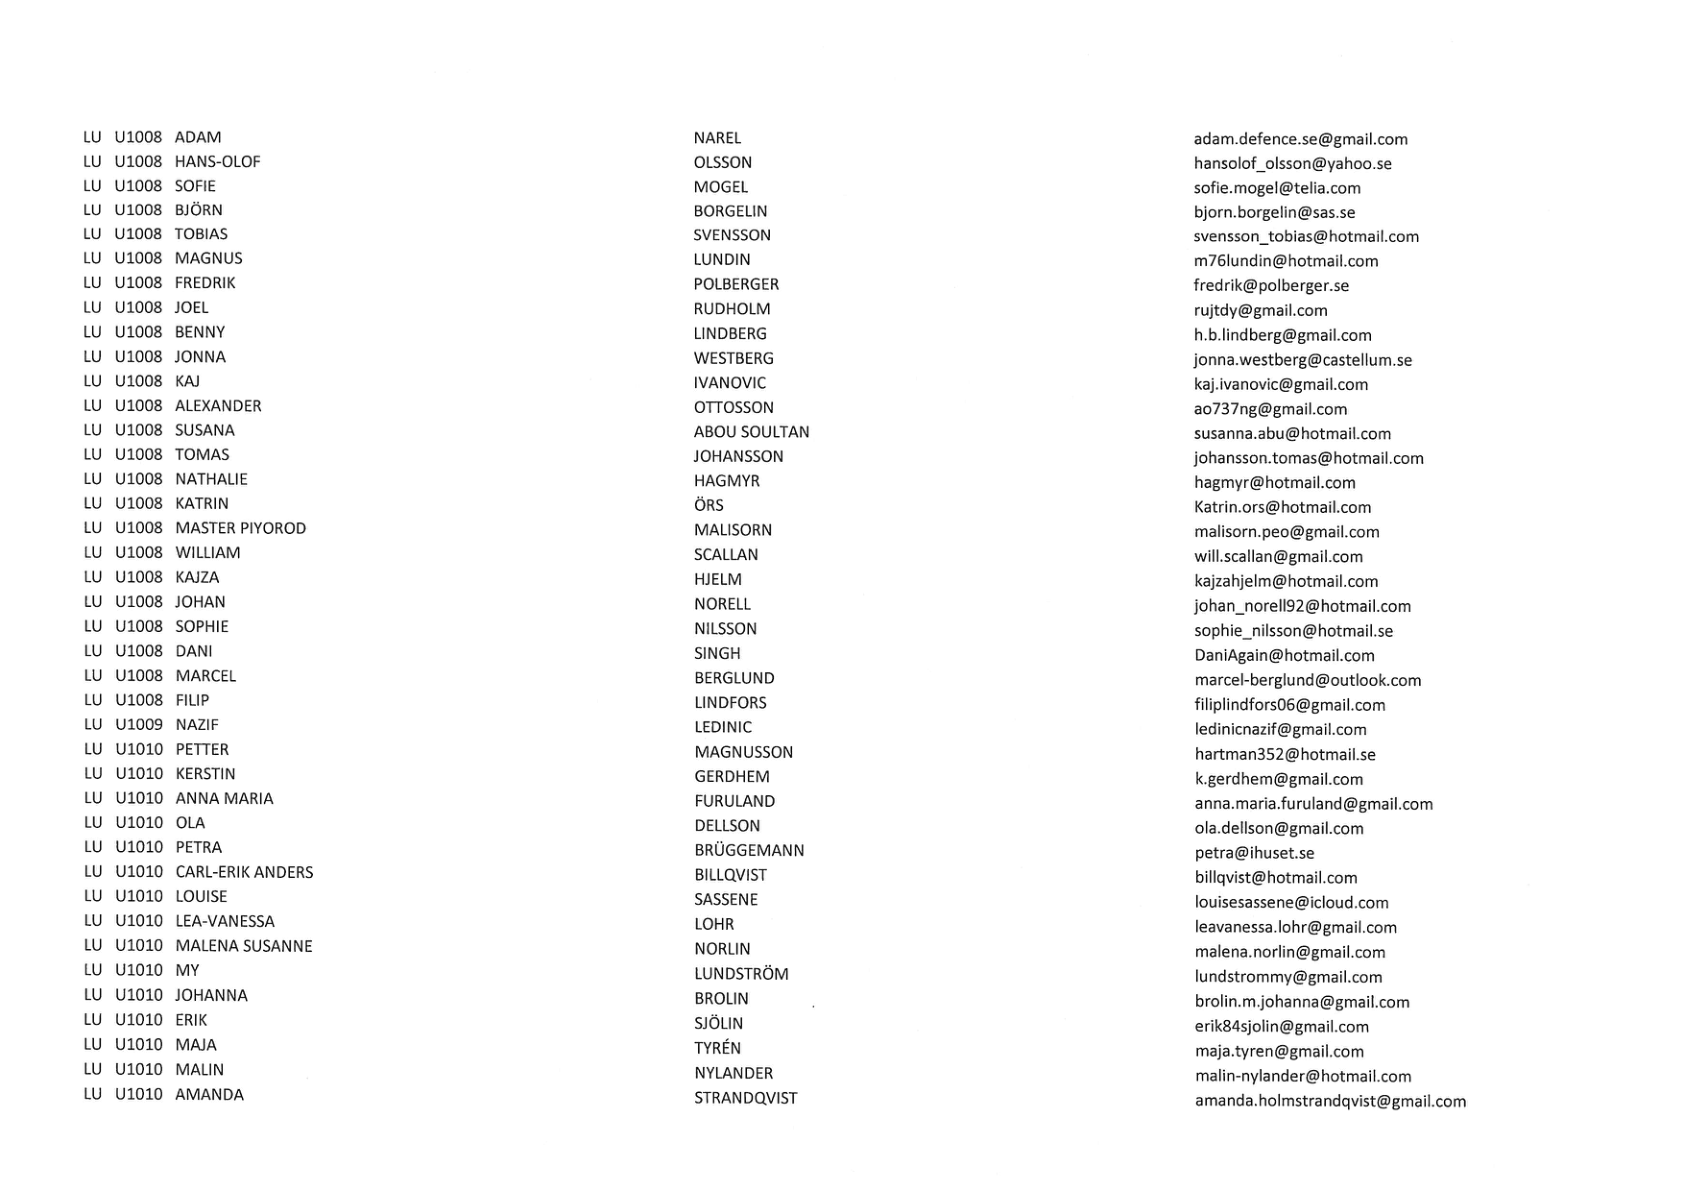 LU U1008 ADAM NAREL adam.defence.se@gmail.com
LU U1008 HANS-OLOF OLSSON hansolof_olsson@yahoo.se
LU U1008 SOFIE MOGEL sofie.mogel@telia.com
LU U1008 BJÖRN BORGELIN bjorn.borgelin@sas.se
LU U1008 TOBIAS SVENSSON svensson_tobias@hotmail.com
LU U1008 MAGNUS LUNDIN m76lundin@hotmail.com
LU U1008 FREDRIK POLBERGER fredrik@polberger.se
LU U1008 JOEL RUDHOLM rujtdy@gmail.com
LU U1008 BENNY LINDBERG h.b.lindberg@gmail.com
LU U1008 JONNA WESTBERG jonna.westberg@castellum.se
LU U1008 KAJ IVANOVIC kaj.ivanovic@gmail.com
LU U1008 ALEXANDER OTTOSSON ao737ng@gmail.com
LU U1008 SUSANA ABOU SOULTAN susanna.abu@hotmail.com
LU U1008 TOMAS JOHANSSON johansson.tomas@hotmail.com
LU U1008 NATHALIE HAGMYR hagmyr@hotmail.com
LU U1008 KATRIN ÖRS Katrin.ors@hotmail.com
LU U1008 MASTER PIYOROD MALISORN malisorn.peo@gmail.com
LU U1008 WILLIAM SCALLAN will.scallan@gmail.com
LU U1008 KAJZA HJELM kajzahjelm@hotmail.com
LU U1008 JOHAN NORELL johan_norell92@hotmail.com
LU U1008 SOPHIE NILSSON sophie_nilsson@hotmail.se
LU U1008 DANI SINGH DaniAgain@hotmail.com
LU U1008 MARCEL BERGLUND marcel-berglund@outlook.com
LU U1008 FILIP LINDFORS filiplindfors06@gmail.com
LU U1009 NAZIF LEDINIC ledinicnazif@gmail.com
LU U1010 PETTER MAGNUSSON hartman352@hotmail.se
LU U1010 KERSTIN GERDHEM k.gerdhem@gmail.com
LU U1010 ANNA MARIA FURULAND anna.maria.furuland@gmail.com
LU U1010 OLA DELLSON ola.dellson@gmail.com
LU U1010 PETRA BRÜGGEMANN petra@ihuset.se
LU U1010 CARL-ERIK ANDERS BILLQVIST billqvist@hotmail.com
LU U1010 LOUISE SASSENE louisesassene@icloud.com
LU U1010 LEA-VANESSA LOHR leavanessa.lohr@gmail.com
LU U1010 MALENA SUSANNE NORLIN malena.norlin@gmail.com
LU U1010 MY LUNDSTRÖM lundstrommy@gmail.com
LU U1010 JOHANNA BROLIN brolin.m.johanna@gmail.com
LU U1010 ERIK SJÖLIN erik84sjolin@gmail.com
LU U1010 MAJA TYRÉN maja.tyren@gmail.com
LU U1010 MALIN NYLANDER malin-nylander@hotmail.com
LU U1010 AMANDA STRANDQVIST amanda.holmstrandqvist@gmail.com